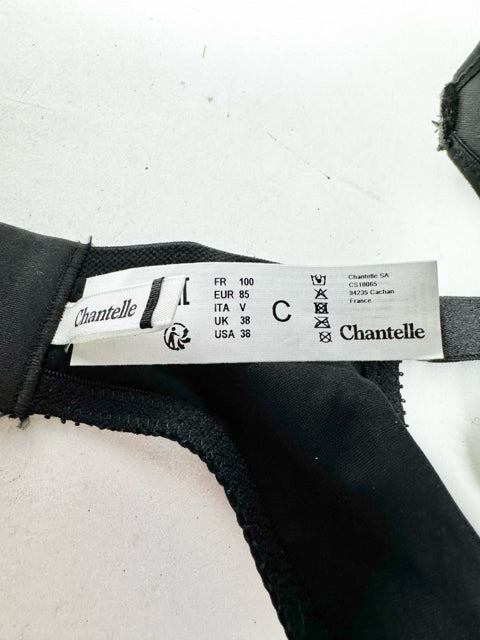 Chantelle
FR 100
EUR 85
ITA V
UK 38
USA 38
C
Chantelle SA
CS10065
94235 Cachan
France
Chantelle